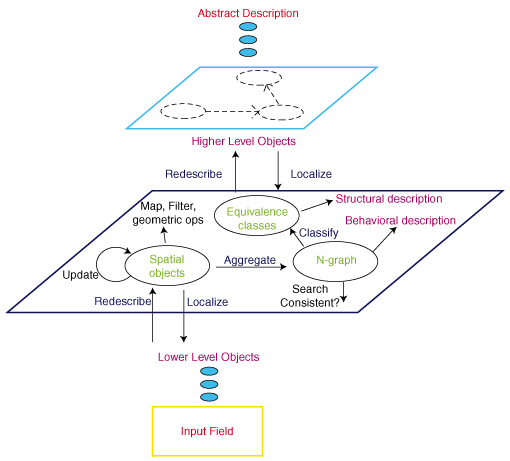 Abstract Description
Higher Level Objects
Redescribe
Localize
Structural description
Map, Filter,
geometric ops
Equivalence
classes
Behavioral description
Classify
Spatial
objects
Aggregate
N-graph
Update
Search
Consistent?
Redescribe
Localize
Lower Level Objects
Input Field